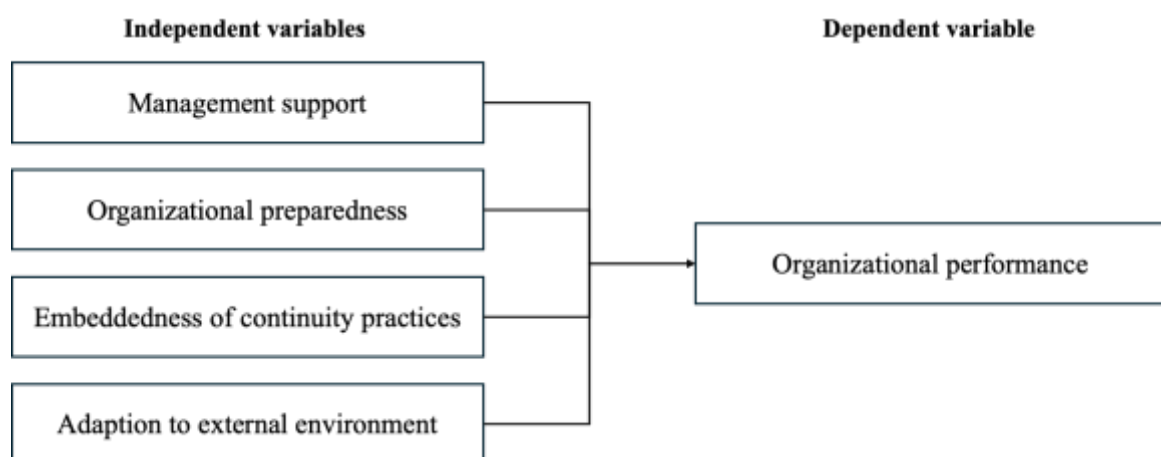 Independent variables
Dependent variable
Management support
Organizational preparedness
Organizational performance
Embeddedness of continuity practices
Adaption to external environment